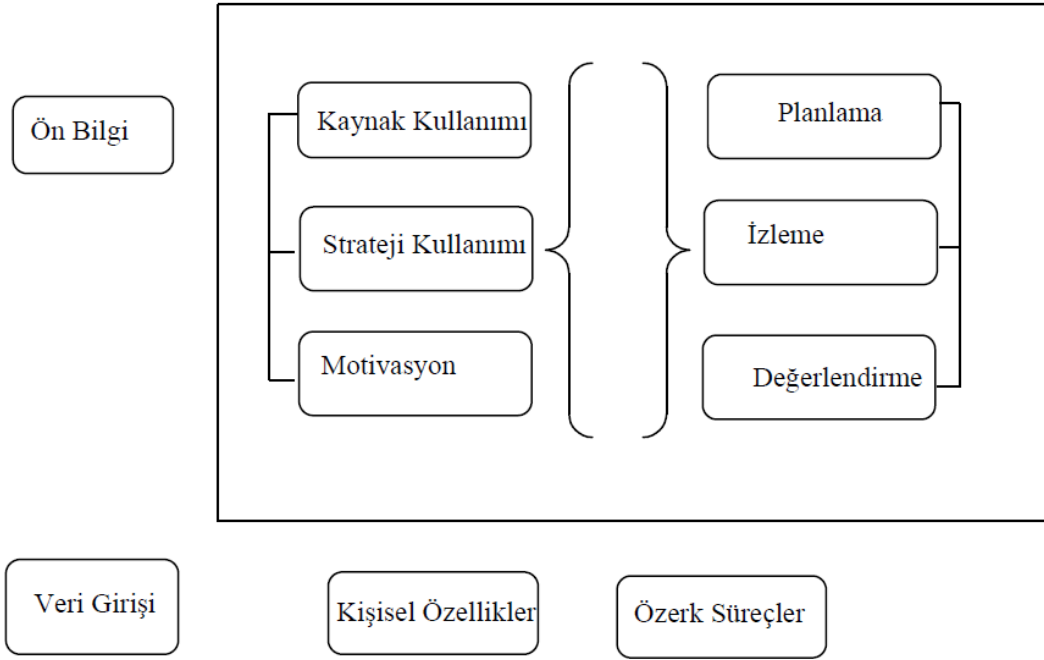 Ön Bilgi
Kaynak Kullanımı
Strateji Kullanımı
Motivasyon
Planlama
İzleme
Değerlendirme
Veri Girişi
Kişisel Özellikler
Özerk Süreçler